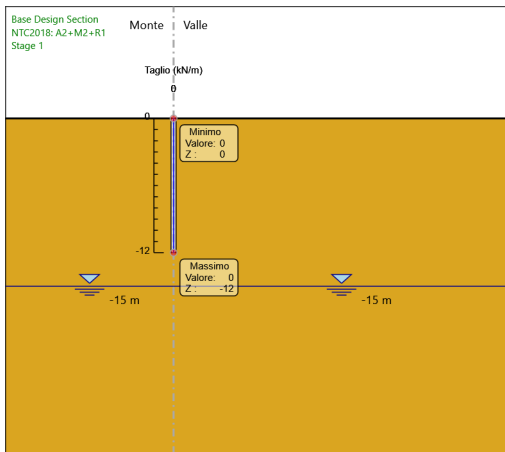 Base Design Section
NTC2018: A2+M2+R1
Stage 1
Monte
Valle
Taglio (kN/m)
0
0
Minimo
Valore: 0
Z : 0
-12
Massimo
Valore: 0
Z : -12
-15 m
-15 m